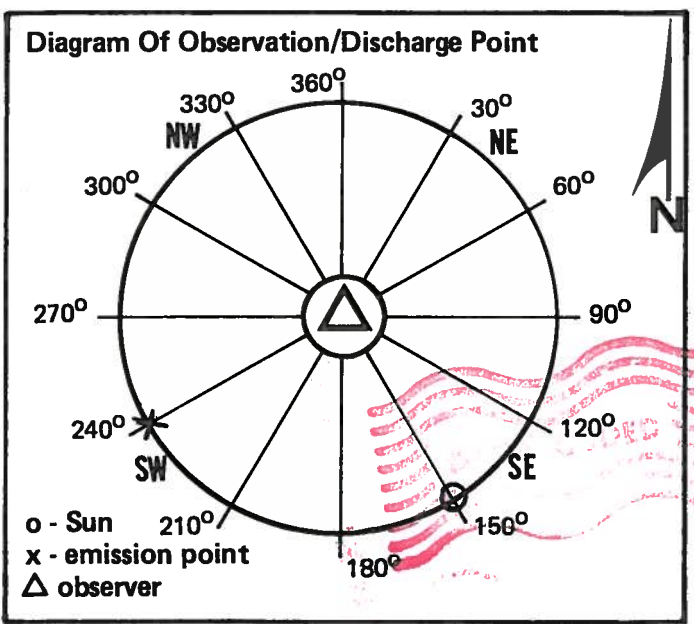 Diagram Of Observation/Discharge Point
360°
330°
30°
NW
NE
300°
60°
N
270°
90°
240°
120°
SW
SE
o - Sun
210°
150°
x - emission point
180°
△ observer